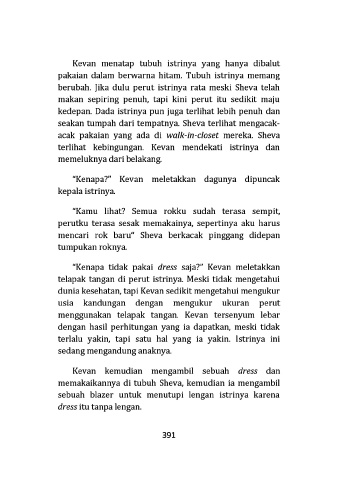 Kevan menatap tubuh istrinya yang hanya dibalut
pakaian dalam berwarna hitam. Tubuh istrinya memang
berubah. Jika dulu perut istrinya rata meski Sheva telah
makan sepiring penuh, tapi kini perut itu sedikit maju
kedepan. Dada istrinya pun juga terlihat lebih penuh dan
seakan tumpah dari tempatnya. Sheva terlihat mengacak-
acak pakaian yang ada di walk-in-closet mereka. Sheva
terlihat kebingungan. Kevan mendekati istrinya dan
memeluknya dari belakang.
"Kenapa?" Kevan meletakkan dagunya dipuncak
kepala istrinya.
"Kamu lihat? Semua rokku sudah terasa sempit,
perutku terasa sesak memakainya, sepertinya aku harus
mencari rok baru" Sheva berkacak pinggang didepan
tumpukan roknya.
"Kenapa tidak pakai dress saja?" Kevan meletakkan
telapak tangan di perut istrinya. Meski tidak mengetahui
dunia kesehatan, tapi Kevan sedikit mengetahui mengukur
usia kandungan dengan mengukur ukuran perut
menggunakan telapak tangan. Kevan tersenyum lebar
dengan hasil perhitungan yang ia dapatkan, meski tidak
terlalu yakin, tapi satu hal yang ia yakin. Istrinya ini
sedang mengandung anaknya.
Kevan kemudian mengambil sebuah dress dan
memakaikannya di tubuh Sheva, kemudian ia mengambil
sebuah blazer untuk menutupi lengan istrinya karena
dress itu tanpa lengan.
391